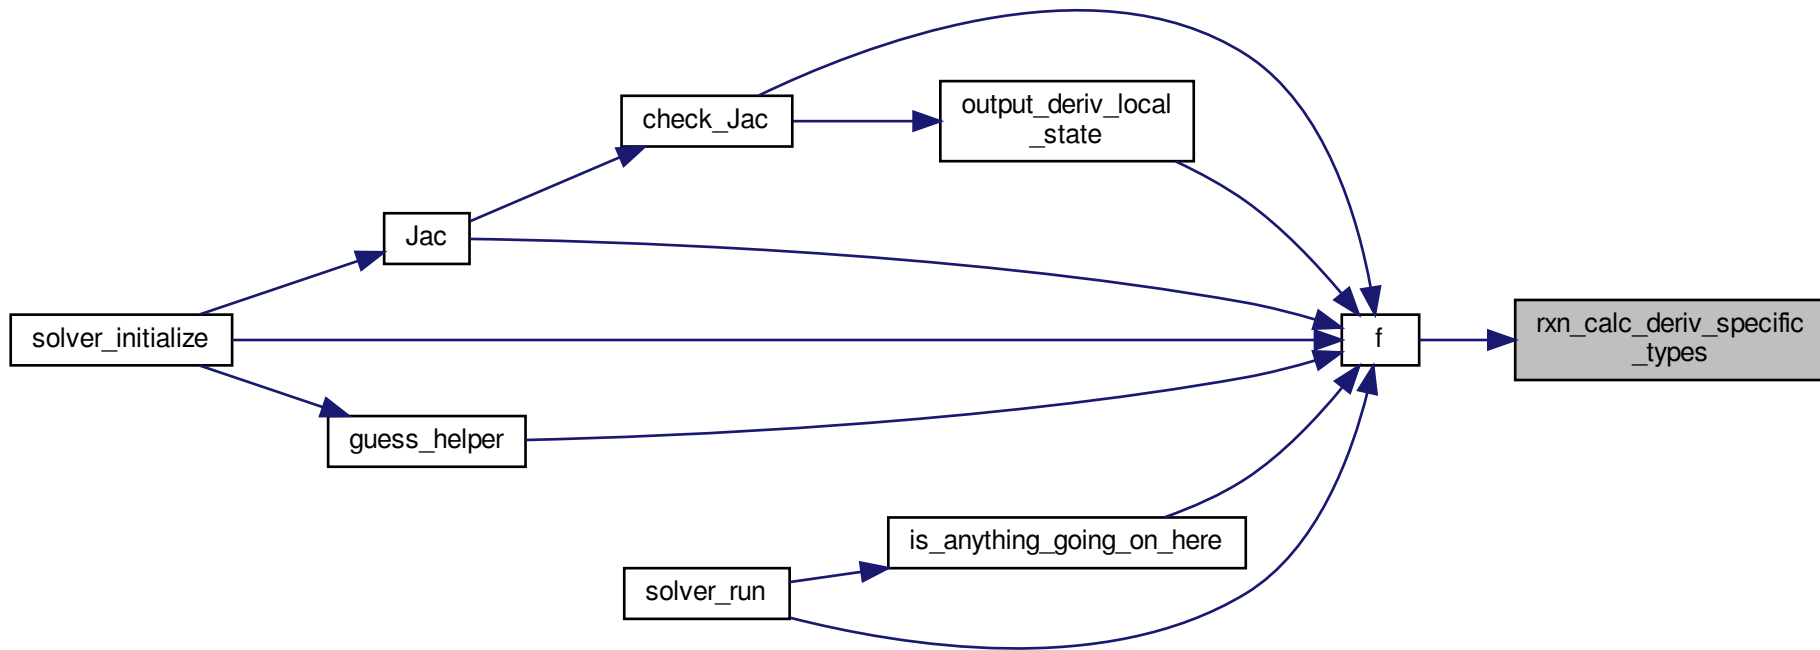 check_Jac
output_deriv_local
_state
Jac
solver_initialize
f
rxn_calc_deriv_specific
_types
guess_helper
is_anything_going_on_here
solver_run